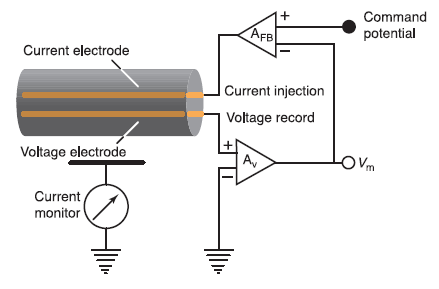 Current electrode
+
A_FB
−
Command
potential
Current injection
Voltage record
Voltage electrode
+
A_v
−
V_m
Current
monitor